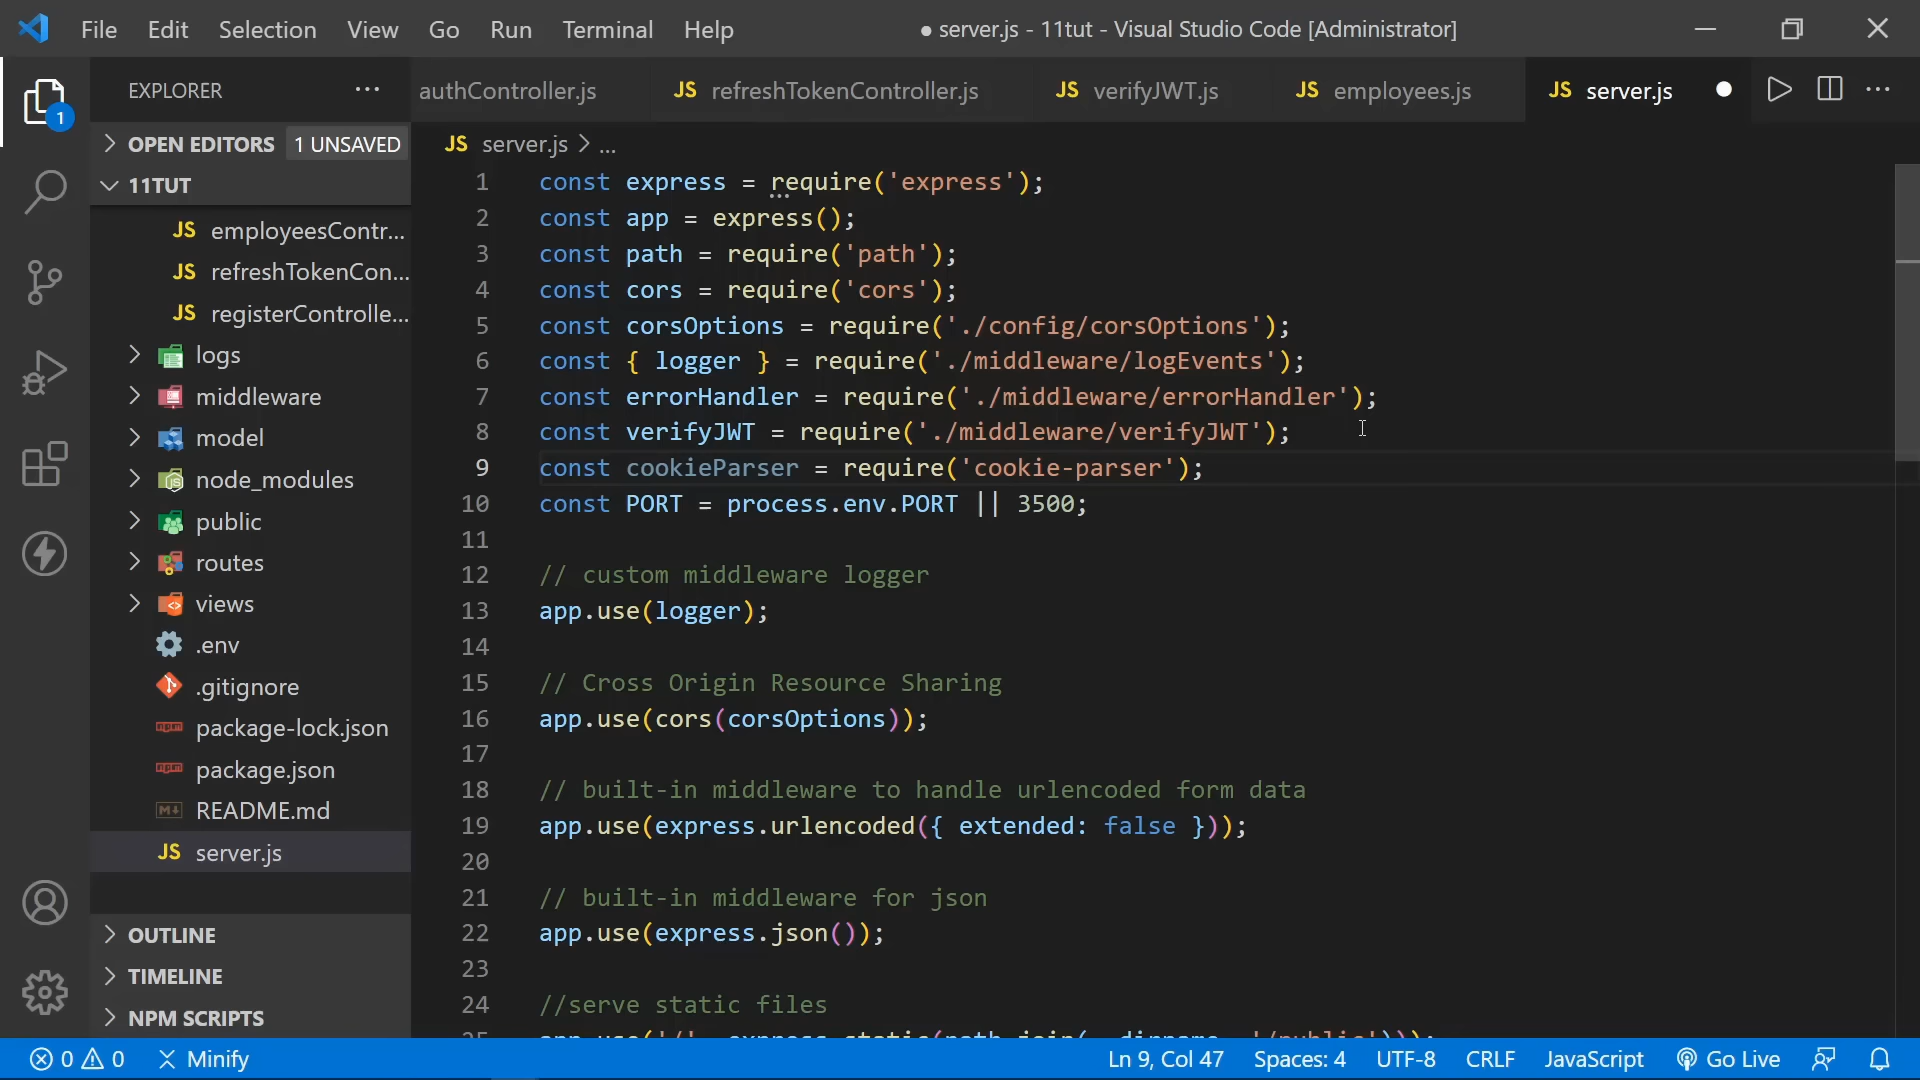 File Edit Selection View Go Run Terminal Help
● server.js - 11tut - Visual Studio Code [Administrator]
EXPLORER ...
authController.js
JS refreshTokenController.js
JS verifyJWT.js
JS employees.js
JS server.js
1
OPEN EDITORS 1 UNSAVED
11TUT
JS employeesContr...
JS refreshTokenCon...
JS registerControlle...
logs
middleware
model
node_modules
public
routes
views
.env
.gitignore
package-lock.json
package.json
README.md
JS server.js
OUTLINE
TIMELINE
NPM SCRIPTS
JS server.js > ...
1 const express = require('express');
2 const app = express();
3 const path = require('path');
4 const cors = require('cors');
5 const corsOptions = require('./config/corsOptions');
6 const { logger } = require('./middleware/logEvents');
7 const errorHandler = require('./middleware/errorHandler');
8 const verifyJWT = require('./middleware/verifyJWT');
9 const cookieParser = require('cookie-parser');
10 const PORT = process.env.PORT || 3500;
11
12 // custom middleware logger
13 app.use(logger);
14
15 // Cross Origin Resource Sharing
16 app.use(cors(corsOptions));
17
18 // built-in middleware to handle urlencoded form data
19 app.use(express.urlencoded({ extended: false }));
20
21 // built-in middleware for json
22 app.use(express.json());
23
24 //serve static files
0 0 Minify
Ln 9, Col 47 Spaces: 4 UTF-8 CRLF JavaScript Go Live